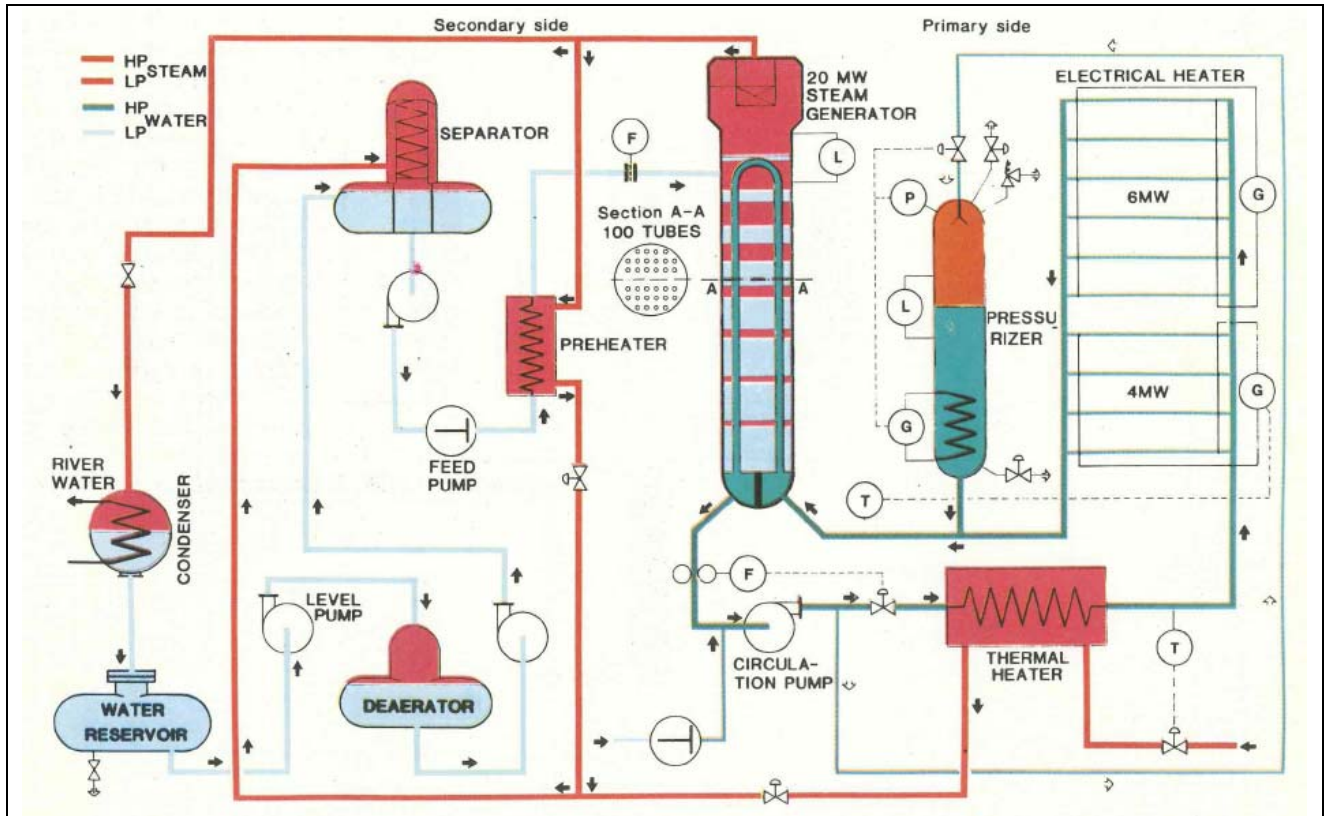 Secondary side
Primary side
HP
STEAM
LP
HP
WATER
LP
SEPARATOR
F
20 MW
STEAM
GENERATOR
L
ELECTRICAL HEATER
6MW
G
P
Section A-A
100 TUBES
A
A
L
PRESSU-
RIZER
PREHEATER
4MW
G
G
FEED
PUMP
RIVER
WATER
CONDENSER
T
F
LEVEL
PUMP
CIRCULA-
TION PUMP
THERMAL
HEATER
T
WATER
RESERVOIR
DEAERATOR